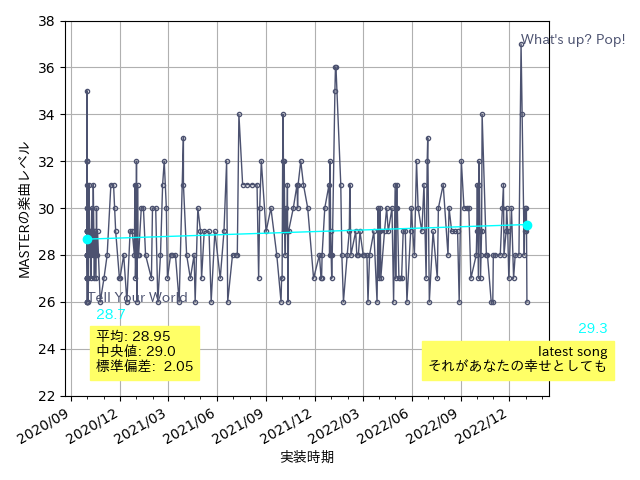 38
36
34
32
30
28
26
24
22
MASTERの楽曲レベル
What's up? Pop!
Tell Your World
28.7
29.3
平均: 28.95
中央値: 29.0
標準偏差: 2.05
latest song
それがあなたの幸せとしても
2020/09
2020/12
2021/03
2021/06
2021/09
2021/12
2022/03
2022/06
2022/09
2022/12
実装時期